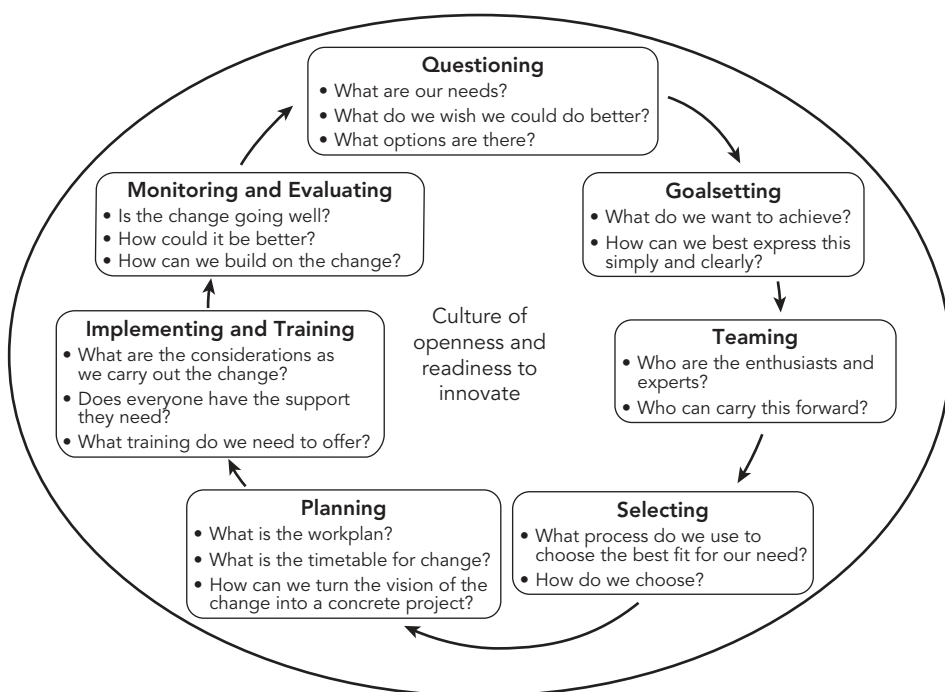 Questioning
• What are our needs?
• What do we wish we could do better?
• What options are there?
Goalsetting
• What do we want to achieve?
• How can we best express this
simply and clearly?
Teaming
• Who are the enthusiasts and
experts?
• Who can carry this forward?
Selecting
• What process do we use to
choose the best fit for our need?
• How do we choose?
Planning
• What is the workplan?
• What is the timetable for change?
• How can we turn the vision of the
change into a concrete project?
Implementing and Training
• What are the considerations as
we carry out the change?
• Does everyone have the support
they need?
• What training do we need to offer?
Monitoring and Evaluating
• Is the change going well?
• How could it be better?
• How can we build on the change?
Culture of
openness and
readiness to
innovate